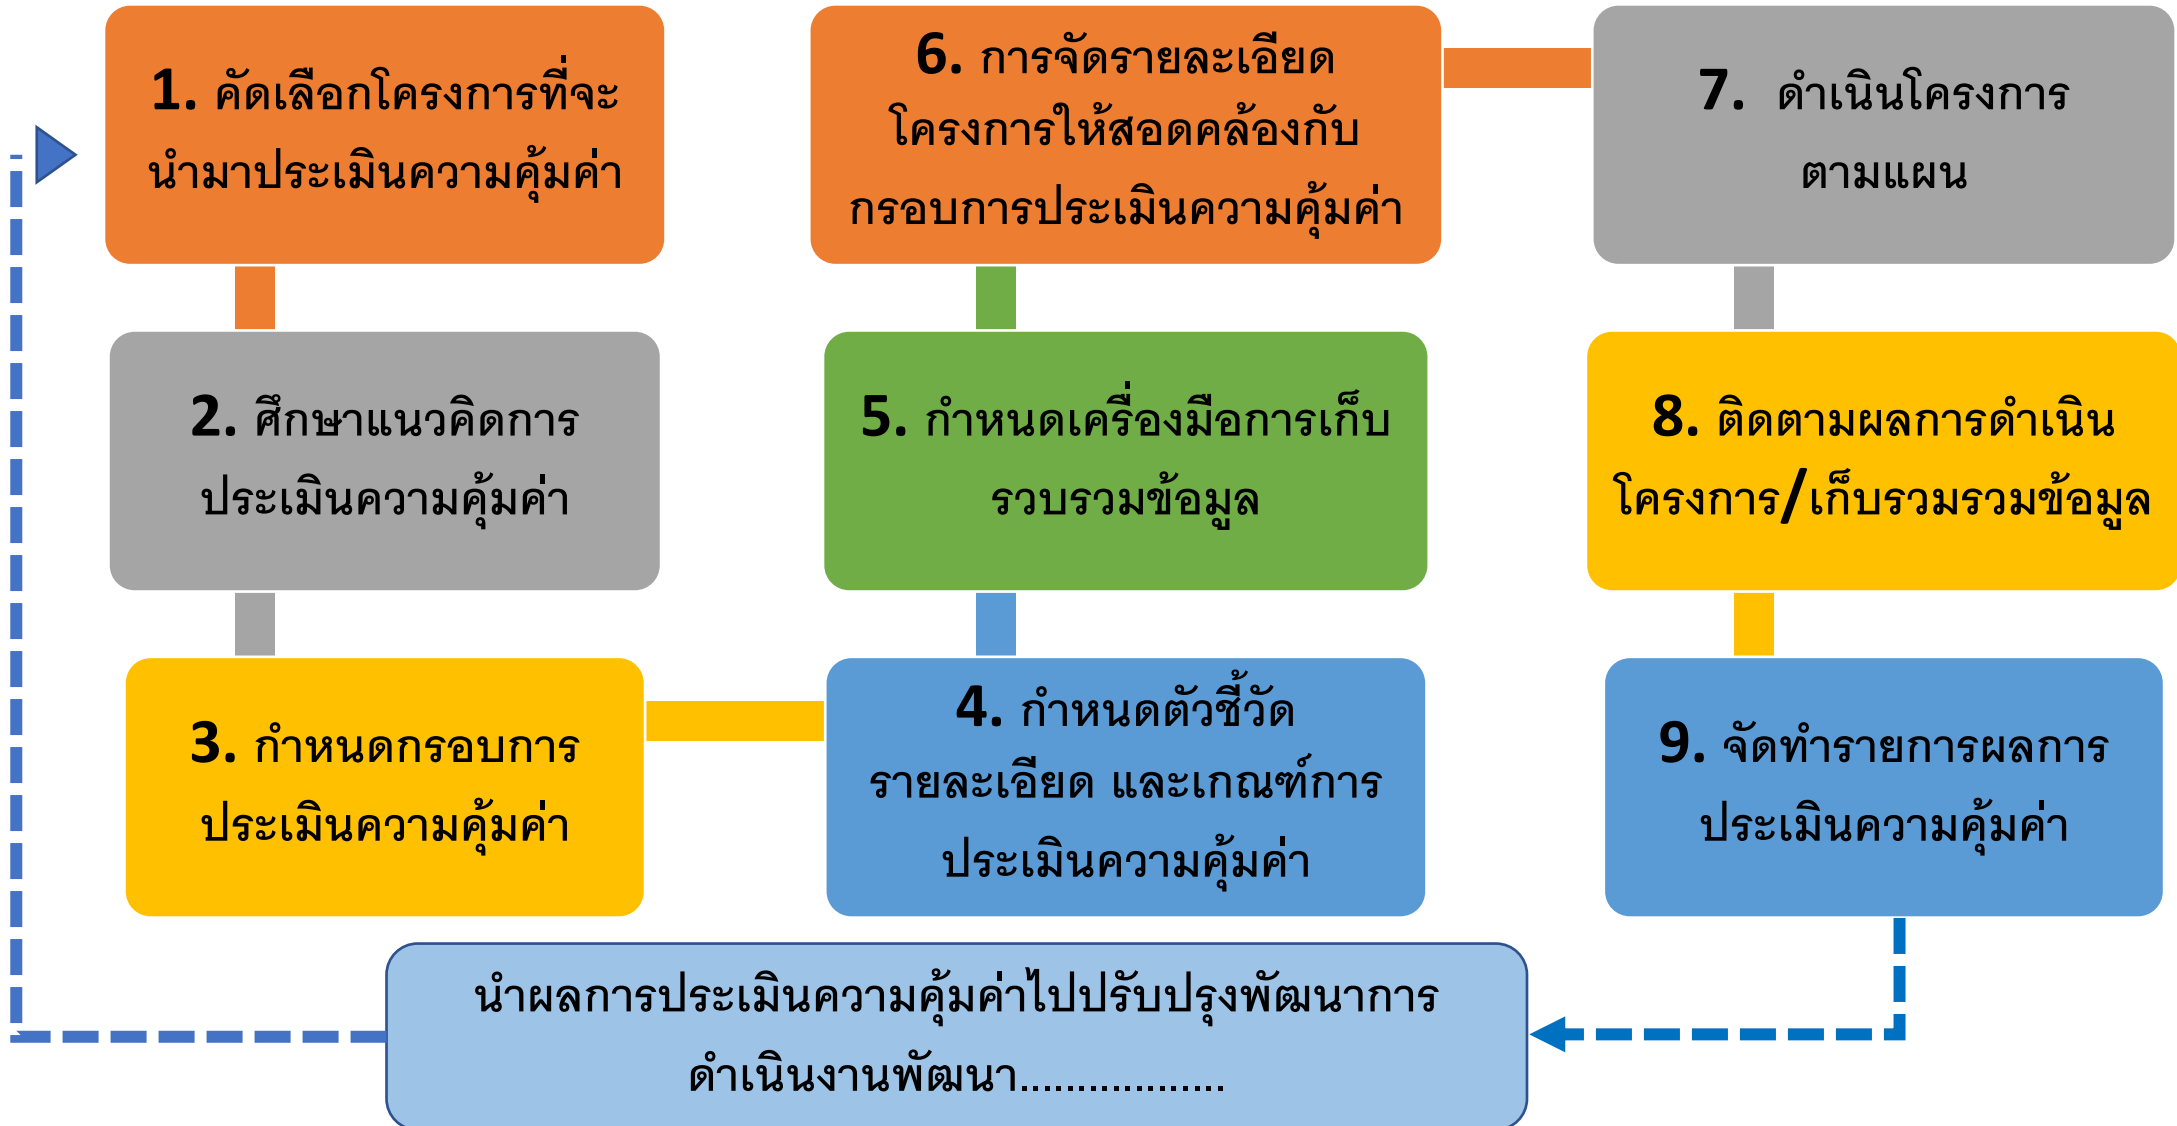 1. คัดเลือกโครงการที่จะ
นำมาประเมินความคุ้มค่า
2. ศึกษาแนวคิดการ
ประเมินความคุ้มค่า
3. กำหนดกรอบการ
ประเมินความคุ้มค่า
4. กำหนดตัวชี้วัด
รายละเอียด และเกณฑ์การ
ประเมินความคุ้มค่า
5. กำหนดเครื่องมือการเก็บ
รวบรวมข้อมูล
6. การจัดรายละเอียด
โครงการให้สอดคล้องกับ
กรอบการประเมินความคุ้มค่า
7. ดำเนินโครงการ
ตามแผน
8. ติดตามผลการดำเนิน
โครงการ/เก็บรวมรวมข้อมูล
9. จัดทำรายการผลการ
ประเมินความคุ้มค่า
นำผลการประเมินความคุ้มค่าไปปรับปรุงพัฒนาการ
ดำเนินงานพัฒนา..................